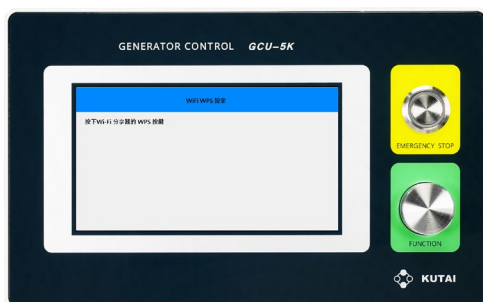 GENERATOR CONTROL GCU-5K
WiFi WPS 設定
按下Wi-Fi 分享器的 WPS 按鍵
EMERGENCY STOP
FUNCTION
KUTAI